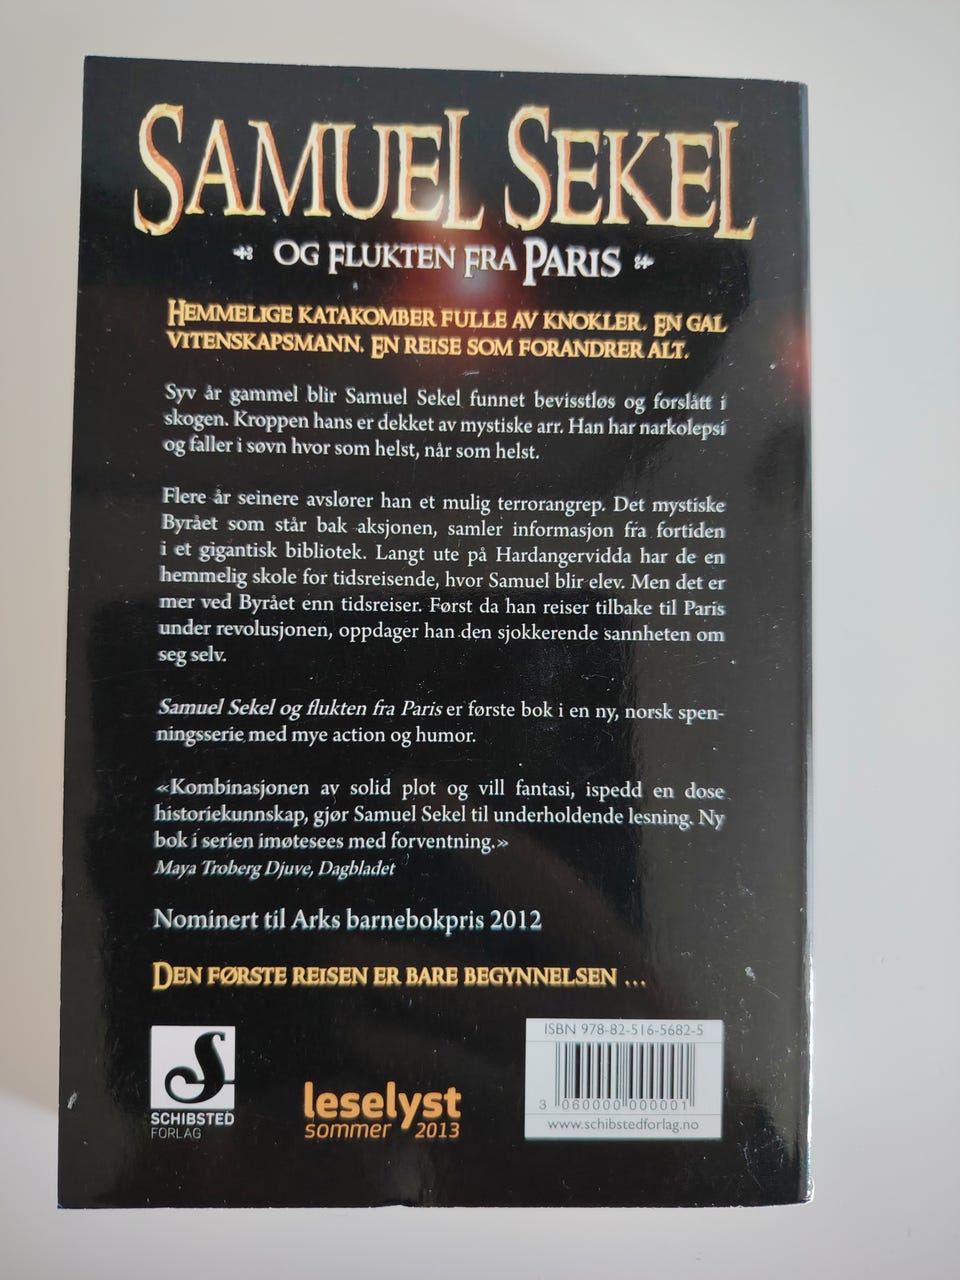 SAMUEL SEKEL
OG FLUKTEN FRA PARIS
HEMMELIGE KATAKOMBER FULLE AV KNOKLER. EN GAL
VITENSKAPSMANN. EN REISE SOM FORANDRER ALT.
Syv år gammel blir Samuel Sekel funnet bevisstløs og forslått i
skogen. Kroppen hans er dekket av mystiske arr. Han har narkolepsi
og faller i søvn hvor som helst, når som helst.
Flere år seinere avslører han et mulig terrorangrep. Det mystiske
Byrået som står bak aksjonen, samler informasjon fra fortiden
i et gigantisk bibliotek. Langt ute på Hardangervidda har de en
hemmelig skole for tidsreisende, hvor Samuel blir elev. Men det er
mer ved Byrået enn tidsreiser. Først da han reiser tilbake til Paris
under revolusjonen, oppdager han den sjokkerende sannheten om
seg selv.
Samuel Sekel og flukten fra Paris er første bok i en ny, norsk spen-
ningsserie med mye action og humor.
«Kombinasjonen av solid plot og vill fantasi, ispedd en dose
historiekunnskap, gjør Samuel Sekel til underholdende lesning. Ny
bok i serien imøtesees med forventning.»
Maya Troberg Djuve, Dagbladet
Nominert til Arks barnebokpris 2012
DEN FØRSTE REISEN ER BARE BEGYNNELSEN ...
S
SCHIBSTED
FORLAG
leselyst
sommer 2013
ISBN 978-82-516-5682-5
3 060000 000001
www.schibstedforlag.no